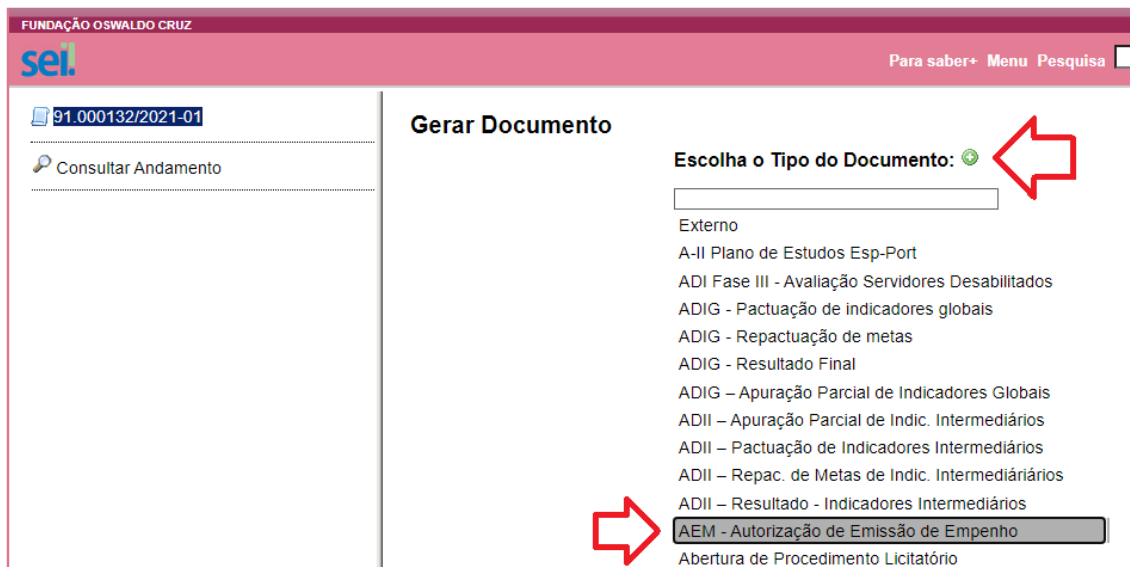 FUNDAÇÃO OSWALDO CRUZ
sei!
Para saber+ Menu Pesquisa
91.000132/2021-01
Consultar Andamento
Gerar Documento
Escolha o Tipo do Documento:
Externo
A-II Plano de Estudos Esp-Port
ADI Fase III - Avaliação Servidores Desabilitados
ADIG - Pactuação de indicadores globais
ADIG - Repactuação de metas
ADIG - Resultado Final
ADIG – Apuração Parcial de Indicadores Globais
ADII – Apuração Parcial de Indic. Intermediários
ADII – Pactuação de Indicadores Intermediários
ADII – Repac. de Metas de Indic. Intermediáriários
ADII – Resultado - Indicadores Intermediários
AEM - Autorização de Emissão de Empenho
Abertura de Procedimento Licitatório